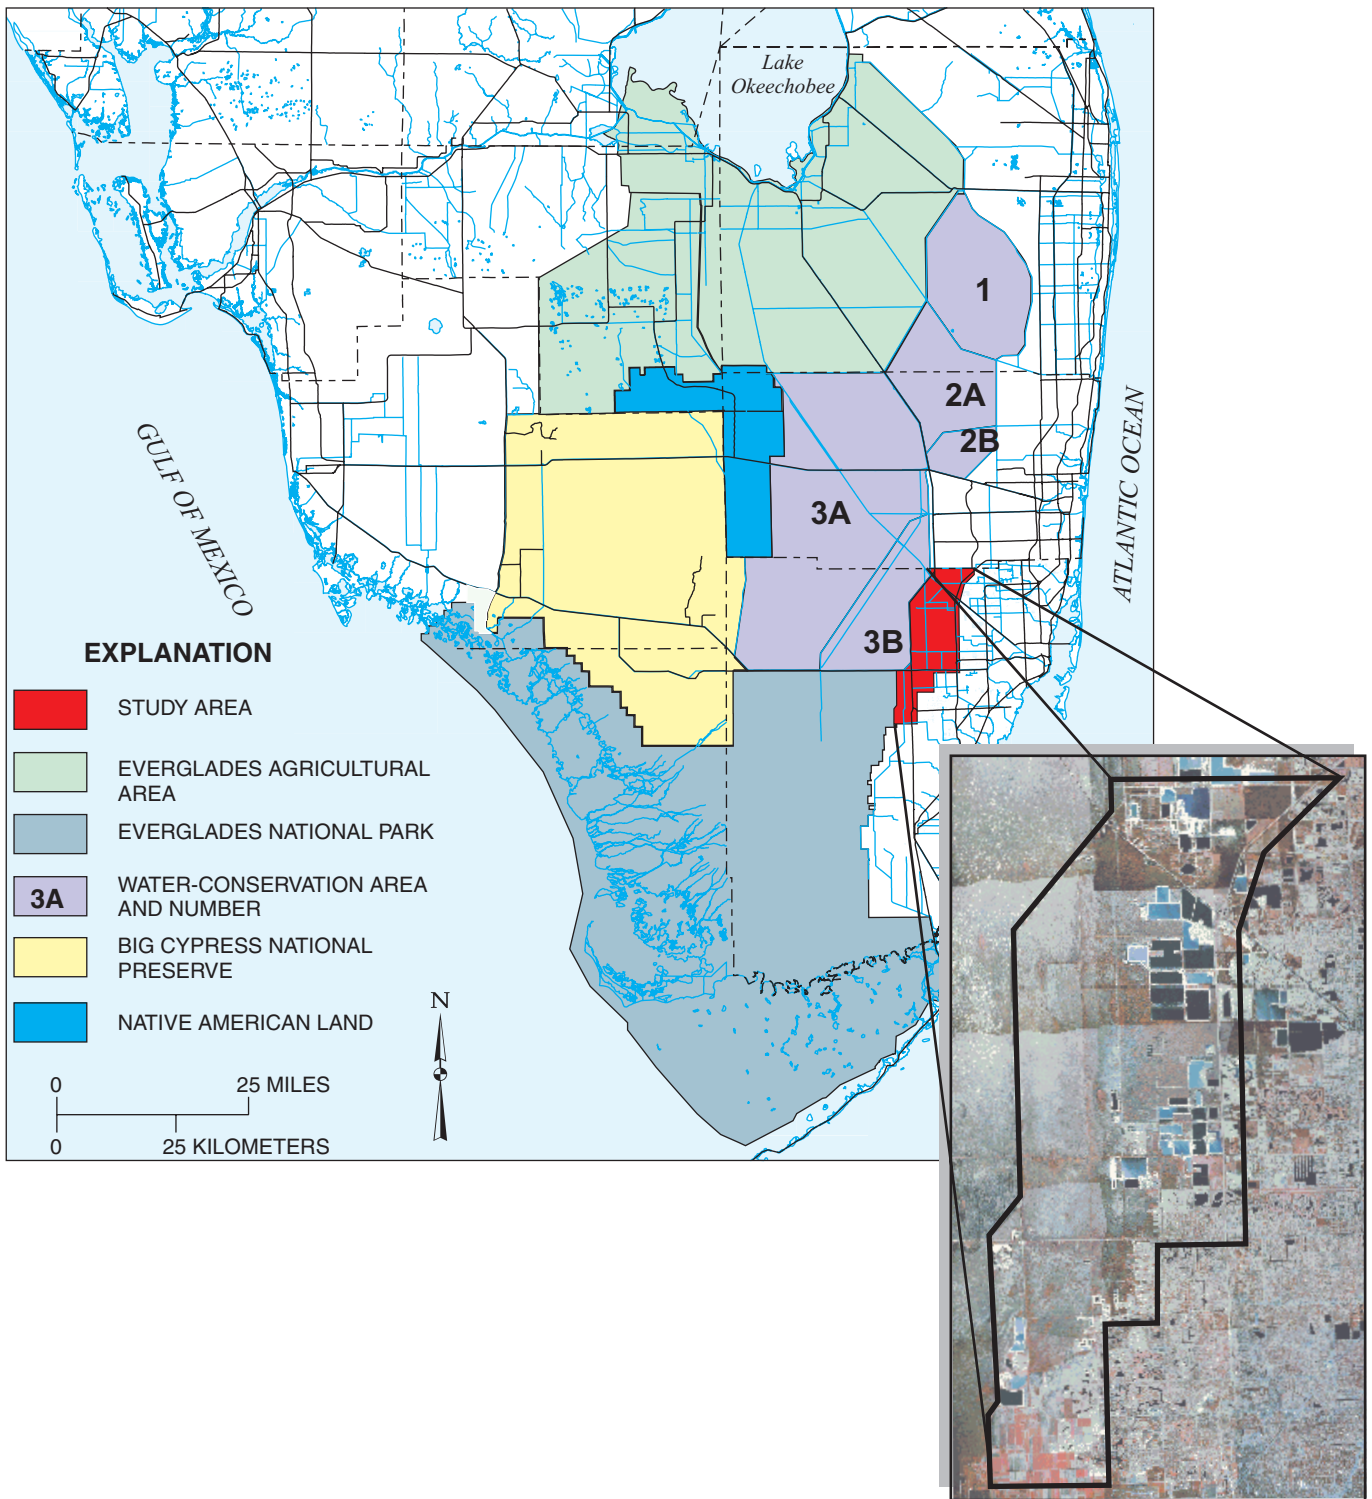 Lake
Okeechobee
1
2A
2B
3A
3B
GULF OF MEXICO
ATLANTIC OCEAN
EXPLANATION
STUDY AREA
EVERGLADES AGRICULTURAL
AREA
EVERGLADES NATIONAL PARK
3A
WATER-CONSERVATION AREA
AND NUMBER
BIG CYPRESS NATIONAL
PRESERVE
NATIVE AMERICAN LAND
N
0
25 MILES
0
25 KILOMETERS